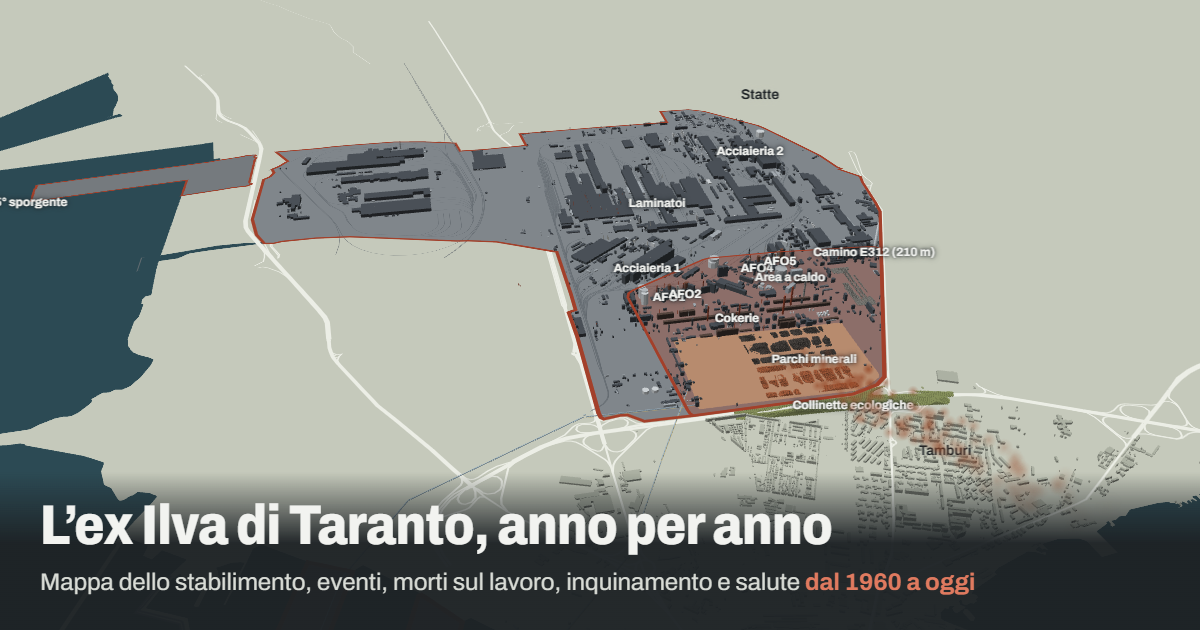 Statte
Acciaieria 2
5° sporgente
Laminatoi
Camino E312 (210 m)
AFO5
Acciaieria 1
AFO4
Area a caldo
AFO1
AFO2
Cokerie
Parchi minerali
Collinette ecologiche
Tamburi
L’ex Ilva di Taranto, anno per anno
Mappa dello stabilimento, eventi, morti sul lavoro, inquinamento e salute dal 1960 a oggi